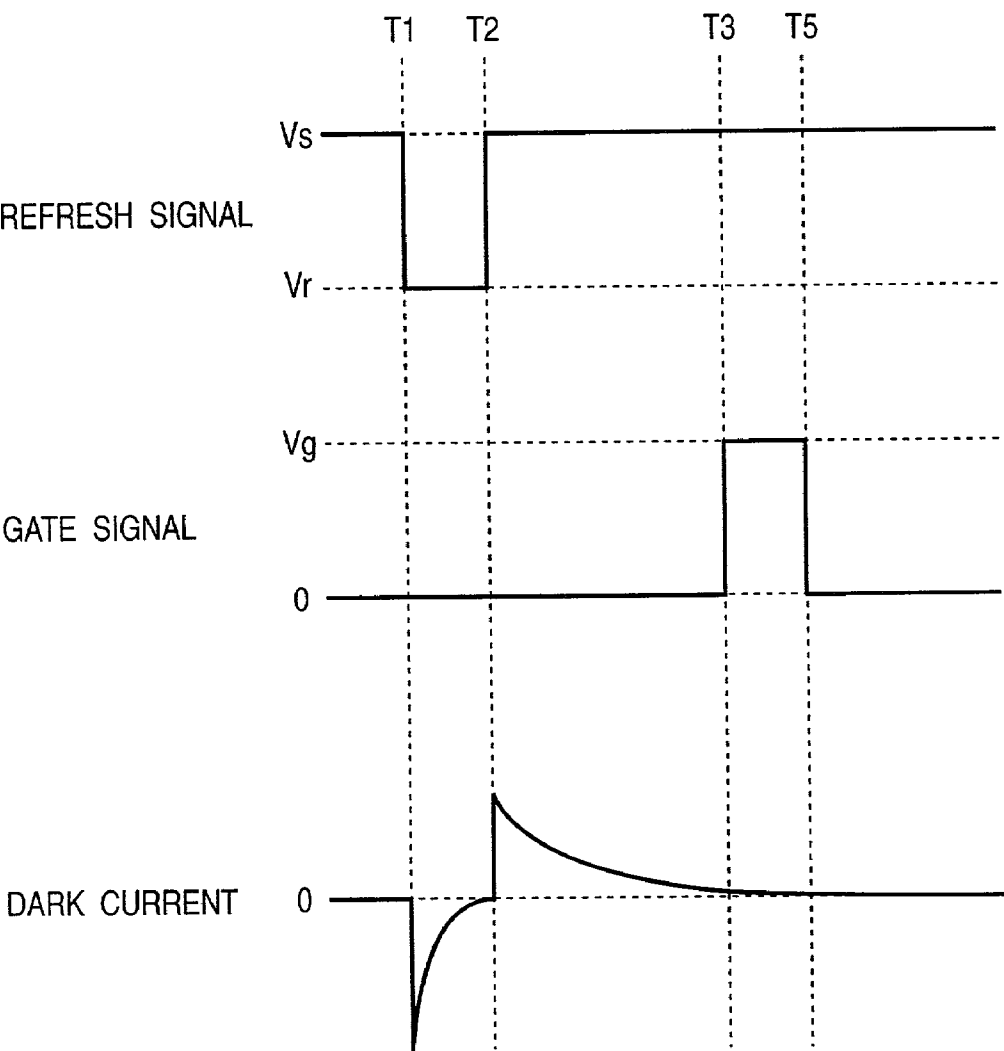 T1 T2 T3 T5
Vs
REFRESH SIGNAL
Vr
Vg
GATE SIGNAL
0
DARK CURRENT 0